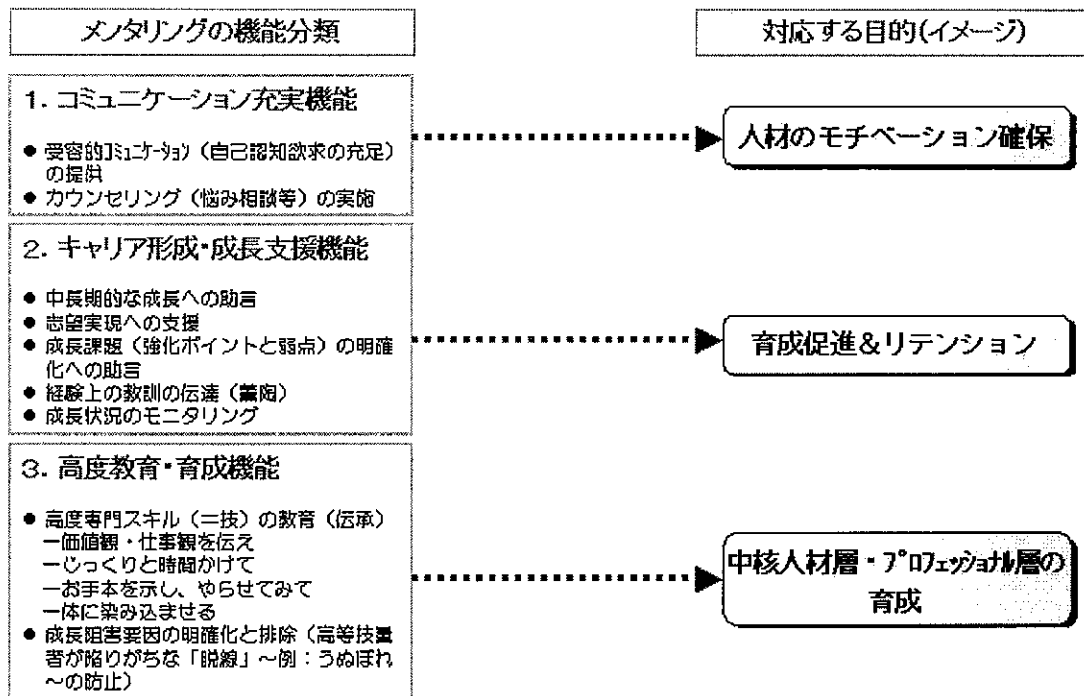 メンタリングの機能分類
対応する目的(イメージ)
1. コミュニケーション充実機能
● 受容的ｺﾐｭﾆｹｰｼｮﾝ（自己認知欲求の充足）
の提供
● カウンセリング（悩み相談等）の実施
人材のモチベーション確保
2. キャリア形成・成長支援機能
● 中長期的な成長への助言
● 志望実現への支援
● 成長課題（強化ポイントと弱点）の明確
化への助言
● 経験上の教訓の伝達（薫陶）
● 成長状況のモニタリング
育成促進＆リテンション
3. 高度教育・育成機能
● 高度専門スキル（＝技）の教育（伝承）
ー価値観・仕事観を伝え
ーじっくりと時間かけて
ーお手本を示し、やらせてみて
ー体に染み込ませる
● 成長阻害要因の明確化と排除（高等技量
者が陥りがちな「脱線」～例：うぬぼれ
～の防止）
中核人材層・ﾌﾟﾛﾌｪｯｼｮﾅﾙ層の
育成